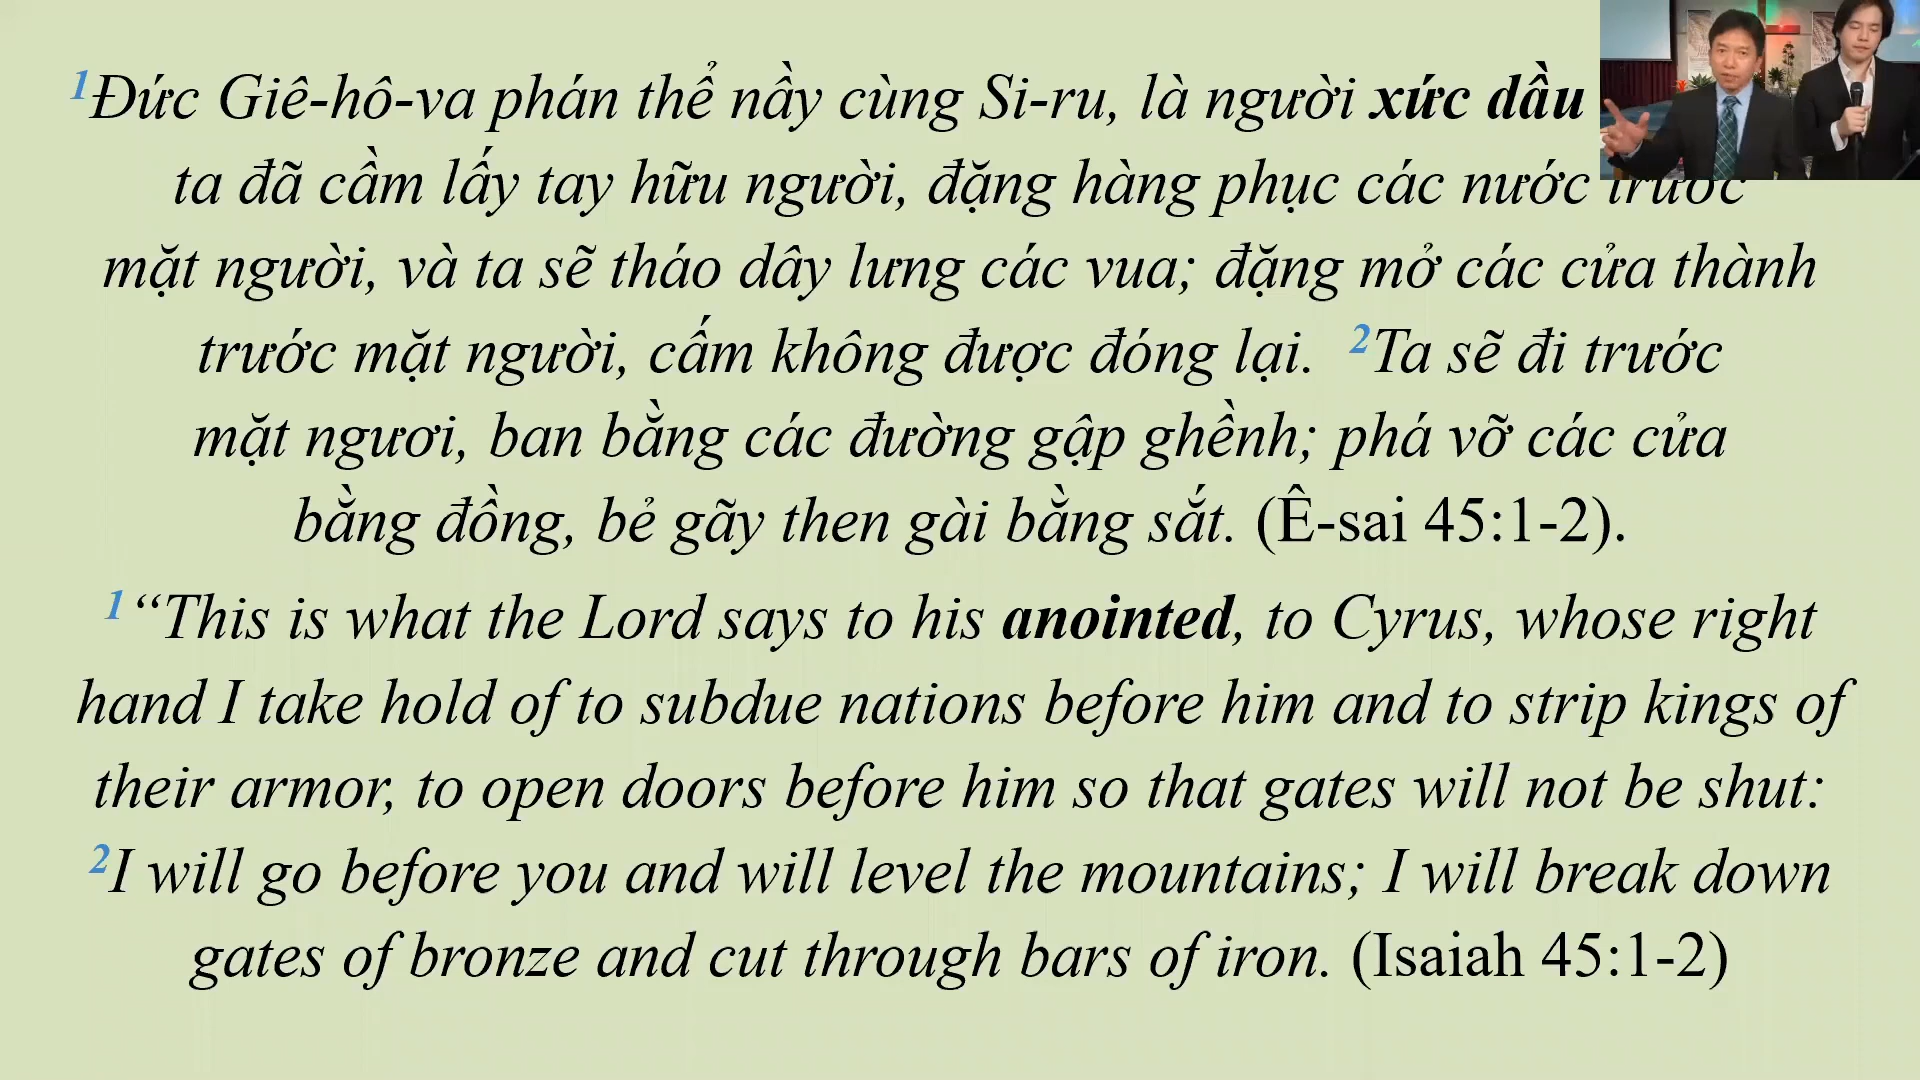 1Đức Giê-hô-va phán thể nầy cùng Si-ru, là người xức dầu
ta đã cầm lấy tay hữu người, đặng hàng phục các nước trước
mặt người, và ta sẽ tháo dây lưng các vua; đặng mở các cửa thành
trước mặt người, cấm không được đóng lại. 2Ta sẽ đi trước
mặt ngươi, ban bằng các đường gập ghềnh; phá vỡ các cửa
bằng đồng, bẻ gãy then gài bằng sắt. (Ê-sai 45:1-2).
1“This is what the Lord says to his anointed, to Cyrus, whose right
hand I take hold of to subdue nations before him and to strip kings of
their armor, to open doors before him so that gates will not be shut:
2I will go before you and will level the mountains; I will break down
gates of bronze and cut through bars of iron. (Isaiah 45:1-2)